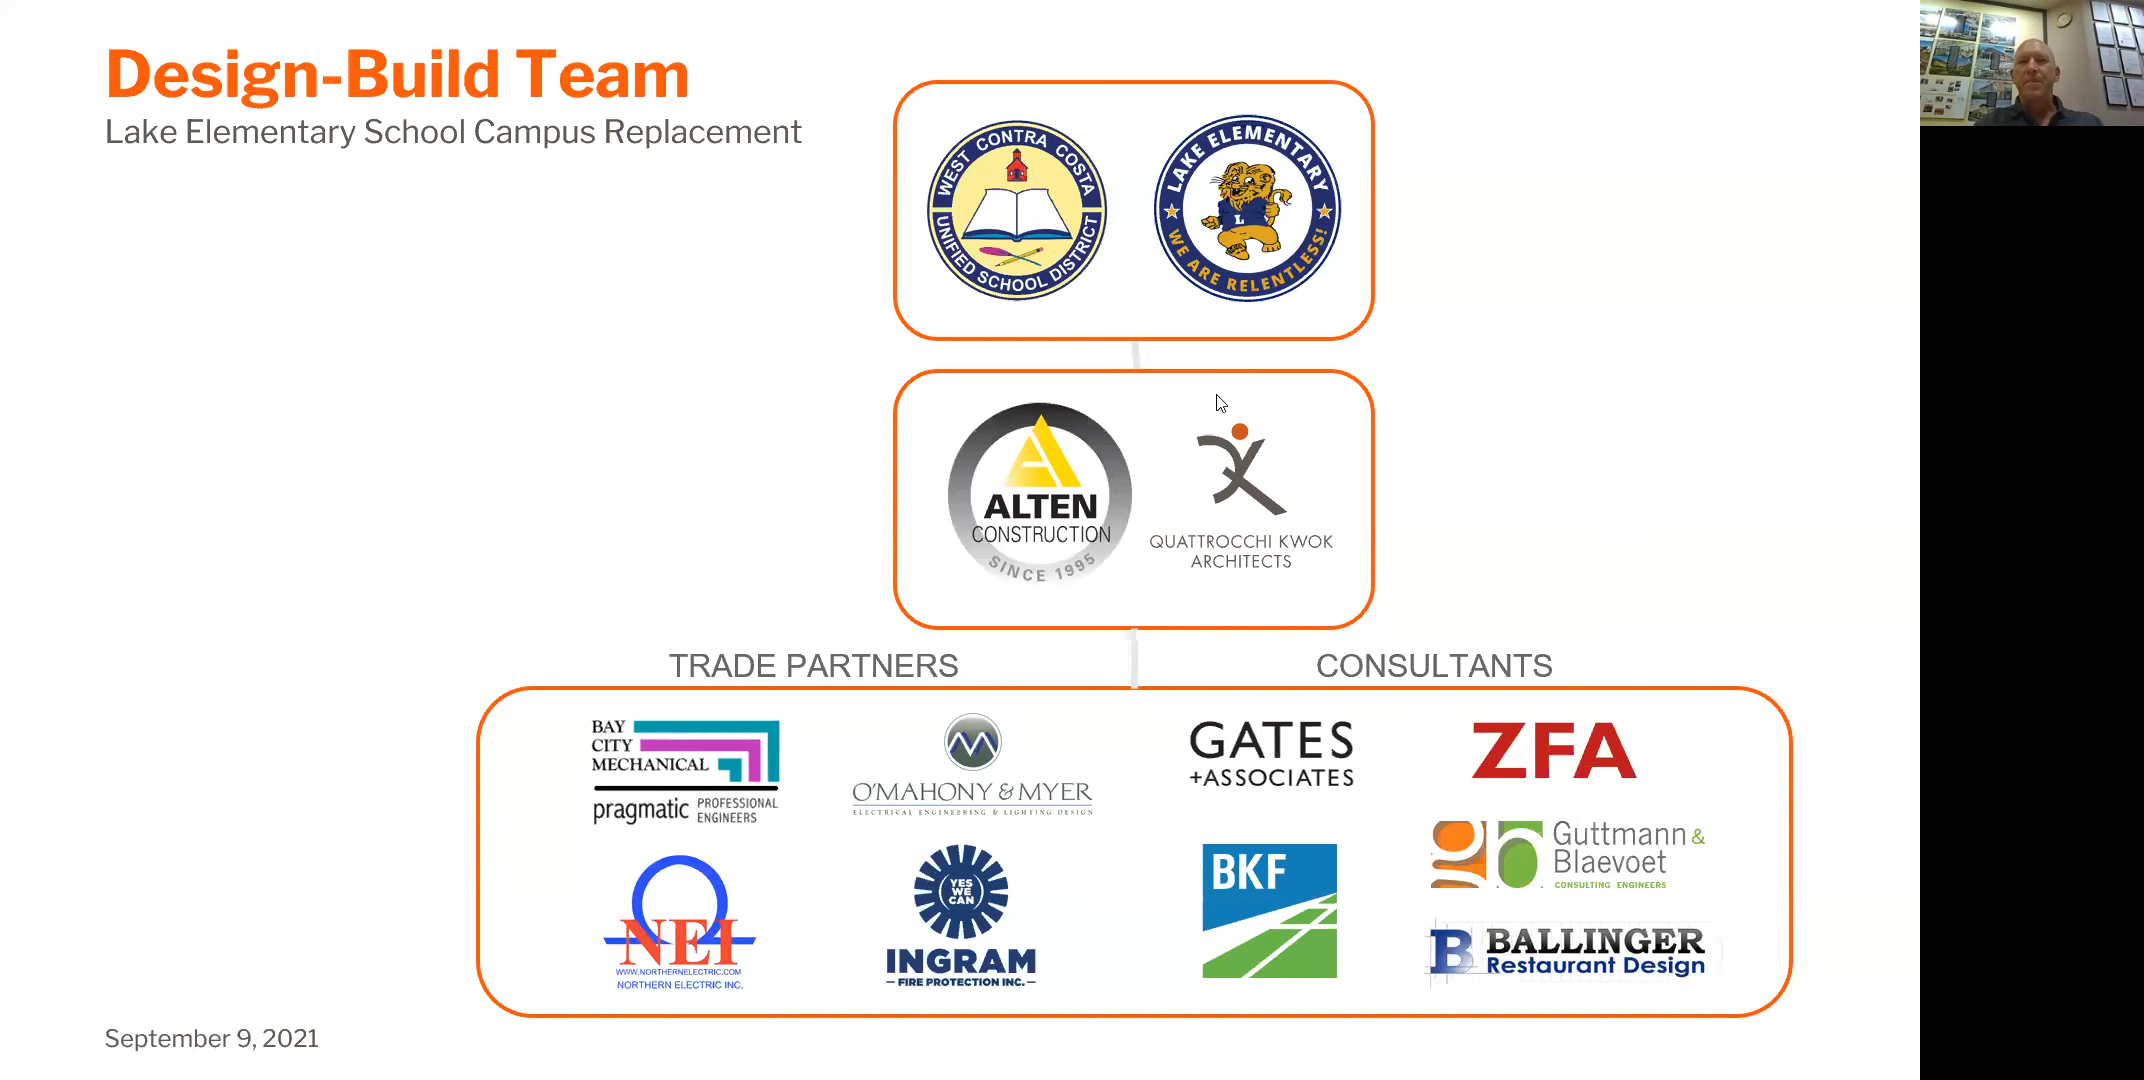 Design-Build Team
Lake Elementary School Campus Replacement
WEST CONTRA COSTA
UNIFIED SCHOOL DISTRICT
LAKE ELEMENTARY
L
WE ARE RELENTLESS!
ALTEN
CONSTRUCTION
SINCE 1995
QUATTROCCHI KWOK
ARCHITECTS
TRADE PARTNERS
CONSULTANTS
BAY
CITY
MECHANICAL
pragmatic PROFESSIONAL
ENGINEERS
O'MAHONY & MYER
ELECTRICAL ENGINEERING & LIGHTING DESIGN
GATES
+ASSOCIATES
ZFA
NEI
WWW.NORTHERNELECTRIC.COM
NORTHERN ELECTRIC INC.
YES
WE
CAN
INGRAM
FIRE PROTECTION INC.
BKF
gb
Guttmann &
Blaevoet
CONSULTING ENGINEERS
B
BALLINGER
Restaurant Design
September 9, 2021